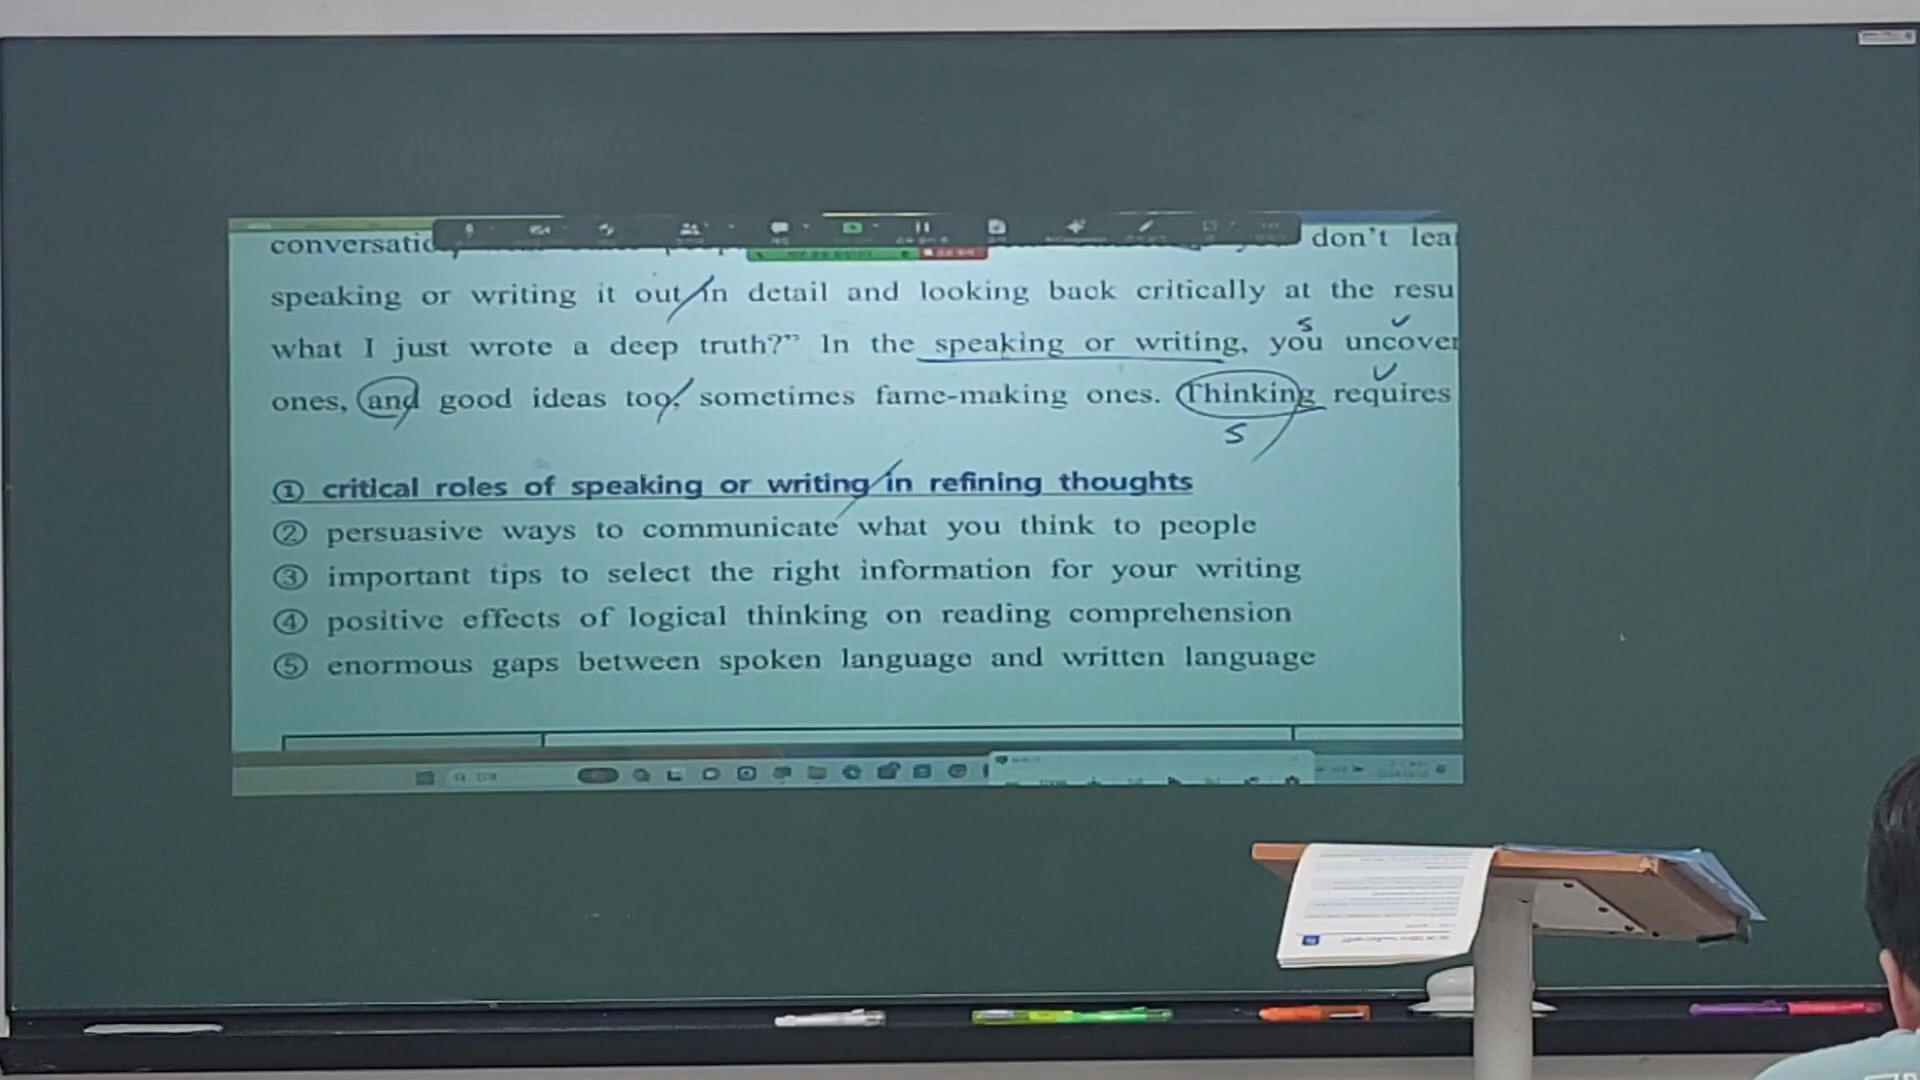 conversatio don't lea
speaking or writing it out in detail and looking back critically at the resu
what I just wrote a deep truth?” In the speaking or writing, you uncover
ones, and good ideas too, sometimes fame-making ones. Thinking requires
① critical roles of speaking or writing in refining thoughts
② persuasive ways to communicate what you think to people
③ important tips to select the right information for your writing
④ positive effects of logical thinking on reading comprehension
⑤ enormous gaps between spoken language and written language
S
S